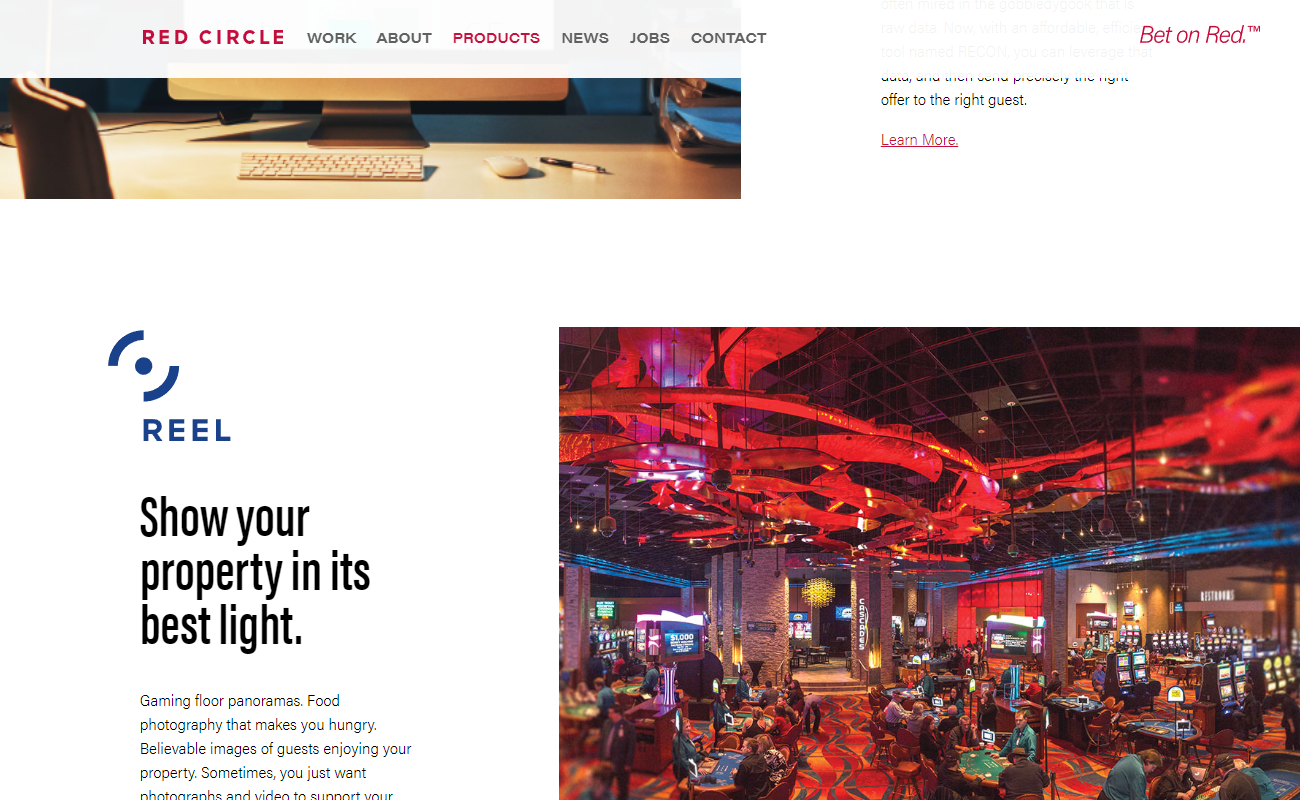 RED CIRCLE WORK ABOUT PRODUCTS NEWS JOBS CONTACT Bet on Red.™
often mired in the gobbledygook that is
raw data. Now, with an affordable, efficient
tool named RECON, you can leverage that
data, and then send precisely the right
offer to the right guest.
Learn More.
REEL
Show your
property in its
best light.
Gaming floor panoramas. Food
photography that makes you hungry.
Believable images of guests enjoying your
property. Sometimes, you just want
photographs and video to support your
CASCADES
RESTROOMS
$1,000